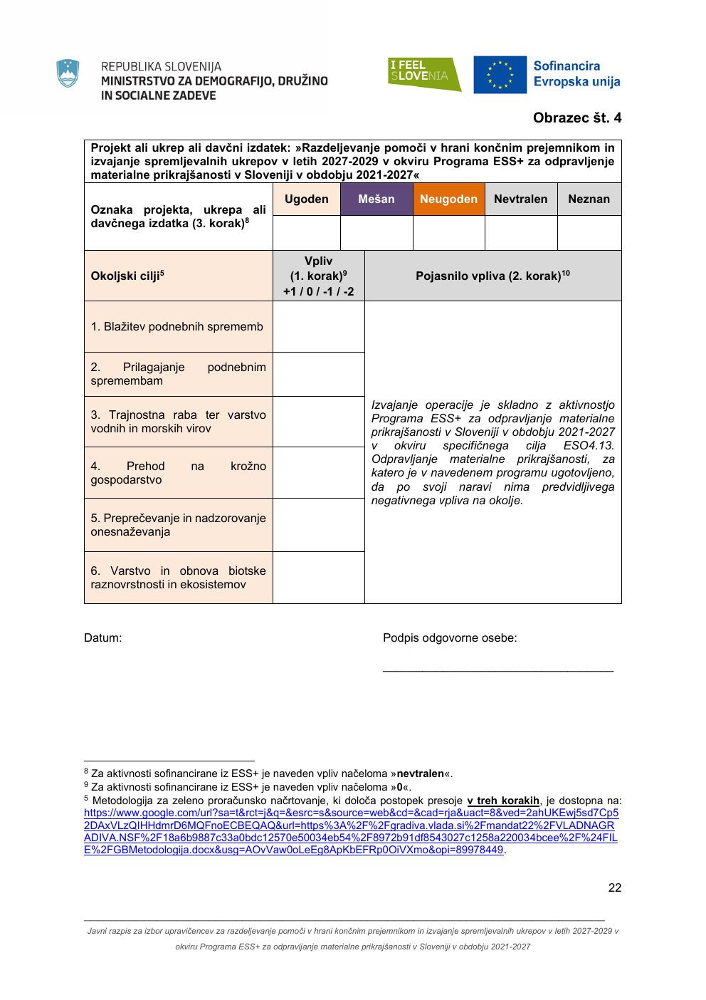 REPUBLIKA SLOVENIJA
MINISTRSTVO ZA DEMOGRAFIJO, DRUŽINO
IN SOCIALNE ZADEVE
I FEEL
SLOVENIA
Sofinancira
Evropska unija
Obrazec št. 4
Projekt ali ukrep ali davčni izdatek: »Razdeljevanje pomoči v hrani končnim prejemnikom in
izvajanje spremljevalnih ukrepov v letih 2027-2029 v okviru Programa ESS+ za odpravljenje
materialne prikrajšanosti v Sloveniji v obdobju 2021-2027«
Oznaka projekta, ukrepa ali
davčnega izdatka (3. korak)8
Ugoden
Mešan
Neugoden
Nevtralen
Neznan
Okoljski cilji5
Vpliv
(1. korak)9
+1 / 0 / -1 / -2
Pojasnilo vpliva (2. korak)10
1. Blažitev podnebnih sprememb
2. Prilagajanje podnebnim
spremembam
3. Trajnostna raba ter varstvo
vodnih in morskih virov
4. Prehod na krožno
gospodarstvo
5. Preprečevanje in nadzorovanje
onesnaževanja
6. Varstvo in obnova biotske
raznovrstnosti in ekosistemov
Izvajanje operacije je skladno z aktivnostjo
Programa ESS+ za odpravljanje materialne
prikrajšanosti v Sloveniji v obdobju 2021-2027
v okviru specifičnega cilja ESO4.13.
Odpravljanje materialne prikrajšanosti, za
katero je v navedenem programu ugotovljeno,
da po svoji naravi nima predvidljivega
negativnega vpliva na okolje.
Datum:
Podpis odgovorne osebe:
8 Za aktivnosti sofinancirane iz ESS+ je naveden vpliv načeloma »nevtralen«.
9 Za aktivnosti sofinancirane iz ESS+ je naveden vpliv načeloma »0«.
5 Metodologija za zeleno proračunsko načrtovanje, ki določa postopek presoje v treh korakih, je dostopna na:
https://www.google.com/url?sa=t&rct=j&q=&esrc=s&source=web&cd=&cad=rja&uact=8&ved=2ahUKEwj5sd7Cp5
2DAxVLzQIHHdmrD6MQFnoECBEQAQ&url=https%3A%2F%2Fgradiva.vlada.si%2Fmandat22%2FVLADNAGR
ADIVA.NSF%2F18a6b9887c33a0bdc12570e50034eb54%2F8972b91df8543027c1258a220034bcee%2F%24FIL
E%2FGBMetodologija.docx&usg=AOvVaw0oLeEg8ApKbEFRp0OiVXmo&opi=89978449.
22
Javni razpis za izbor upravičencev za razdeljevanje pomoči v hrani končnim prejemnikom in izvajanje spremljevalnih ukrepov v letih 2027-2029 v
okviru Programa ESS+ za odpravljanje materialne prikrajšanosti v Sloveniji v obdobju 2021-2027